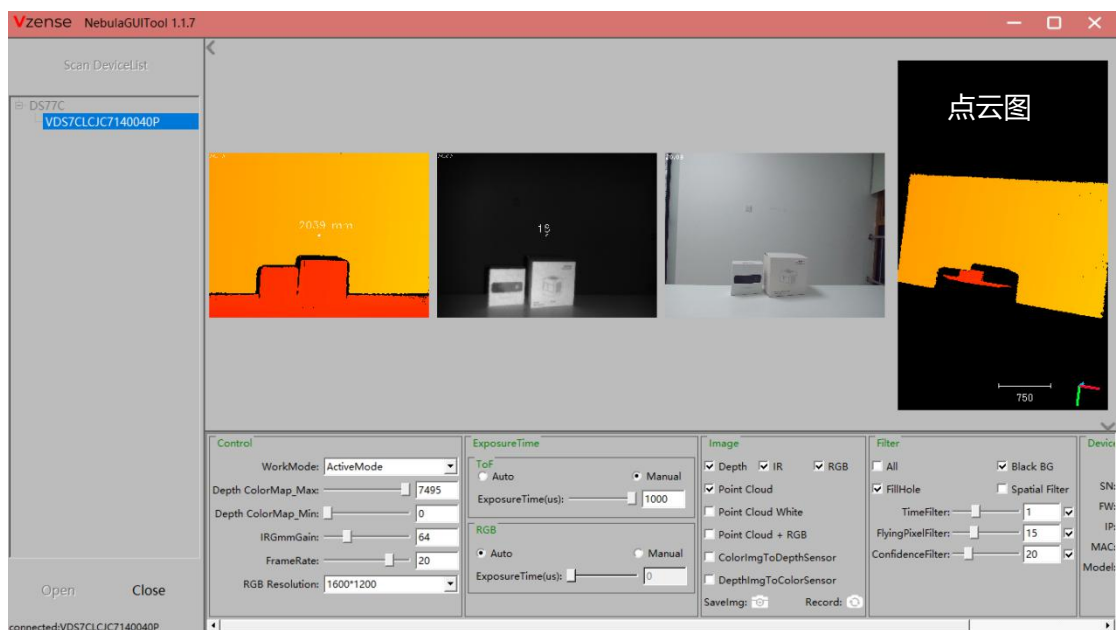 Vzense NebulaGUITool 1.1.7
Scan DeviceList
DS77C
VDS7CLCJC7140040P
2039 mm
点云图
750
Control
WorkMode: ActiveMode
Depth ColorMap_Max: 7495
Depth ColorMap_Min: 0
IRGmmGain: 64
FrameRate: 20
RGB Resolution: 1600*1200
ExposureTime
ToF
Auto Manual
ExposureTime(us): 1000
RGB
Auto Manual
ExposureTime(us): 0
Image
Depth IR RGB
Point Cloud
Point Cloud White
Point Cloud + RGB
ColorImgToDepthSensor
DepthImgToColorSensor
SaveImg: Record:
Filter
All Black BG
FillHole Spatial Filter
TimeFilter: 1
FlyingPixelFilter: 15
ConfidenceFilter: 20
Device
SN:
FW:
IP:
MAC:
Model:
Open Close
connected:VDS7CLCJC7140040P